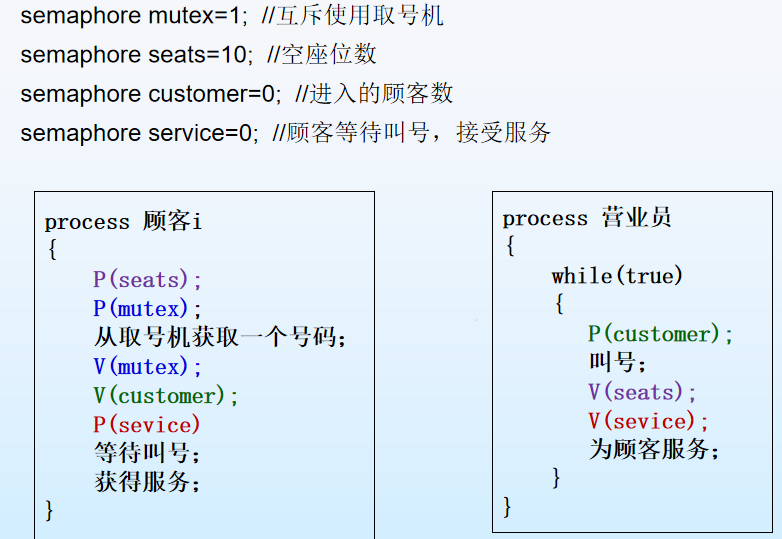 semaphore mutex=1;  //互斥使用取号机
semaphore seats=10;  //空座位数
semaphore customer=0;  //进入的顾客数
semaphore service=0;  //顾客等待叫号，接受服务
process 顾客i
{
P(seats);
P(mutex);
从取号机获取一个号码;
V(mutex);
V(customer);
P(sevice)
等待叫号;
获得服务;
}
process 营业员
{
while(true)
{
P(customer);
叫号;
V(seats);
V(sevice);
为顾客服务;
}
}